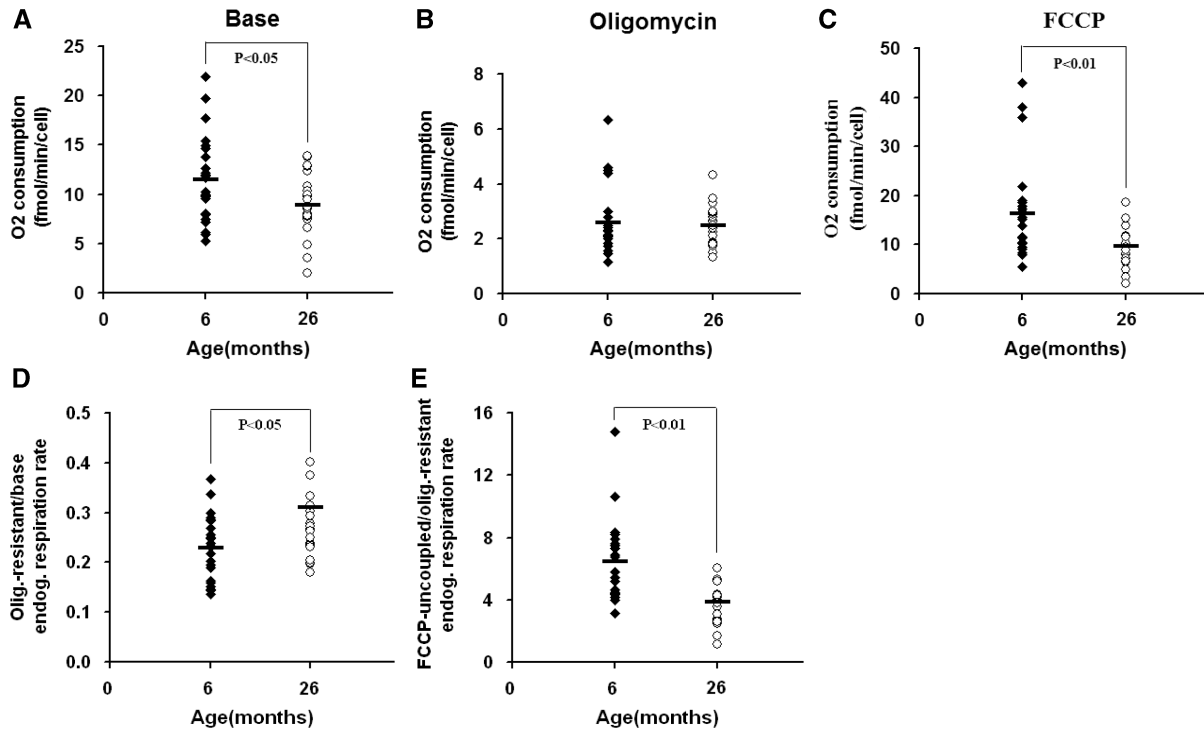 A
Base
25
20
15
10
5
0
P<0.05
O2 consumption
(fmol/min/cell)
0
6
26
Age(months)
B
Oligomycin
8
6
4
2
0
O2 consumption
(fmol/min/cell)
0
6
26
Age(months)
C
FCCP
50
40
30
20
10
0
P<0.01
O2 consumption
(fmol/min/cell)
0
6
26
Age(months)
D
0.5
0.4
0.3
0.2
0.1
0.0
P<0.05
Olig.-resistant/base
endog. respiration rate
0
6
26
Age(months)
E
16
12
8
4
0
P<0.01
FCCP-uncoupled/olig.-resistant
endog. respiration rate
0
6
26
Age(months)